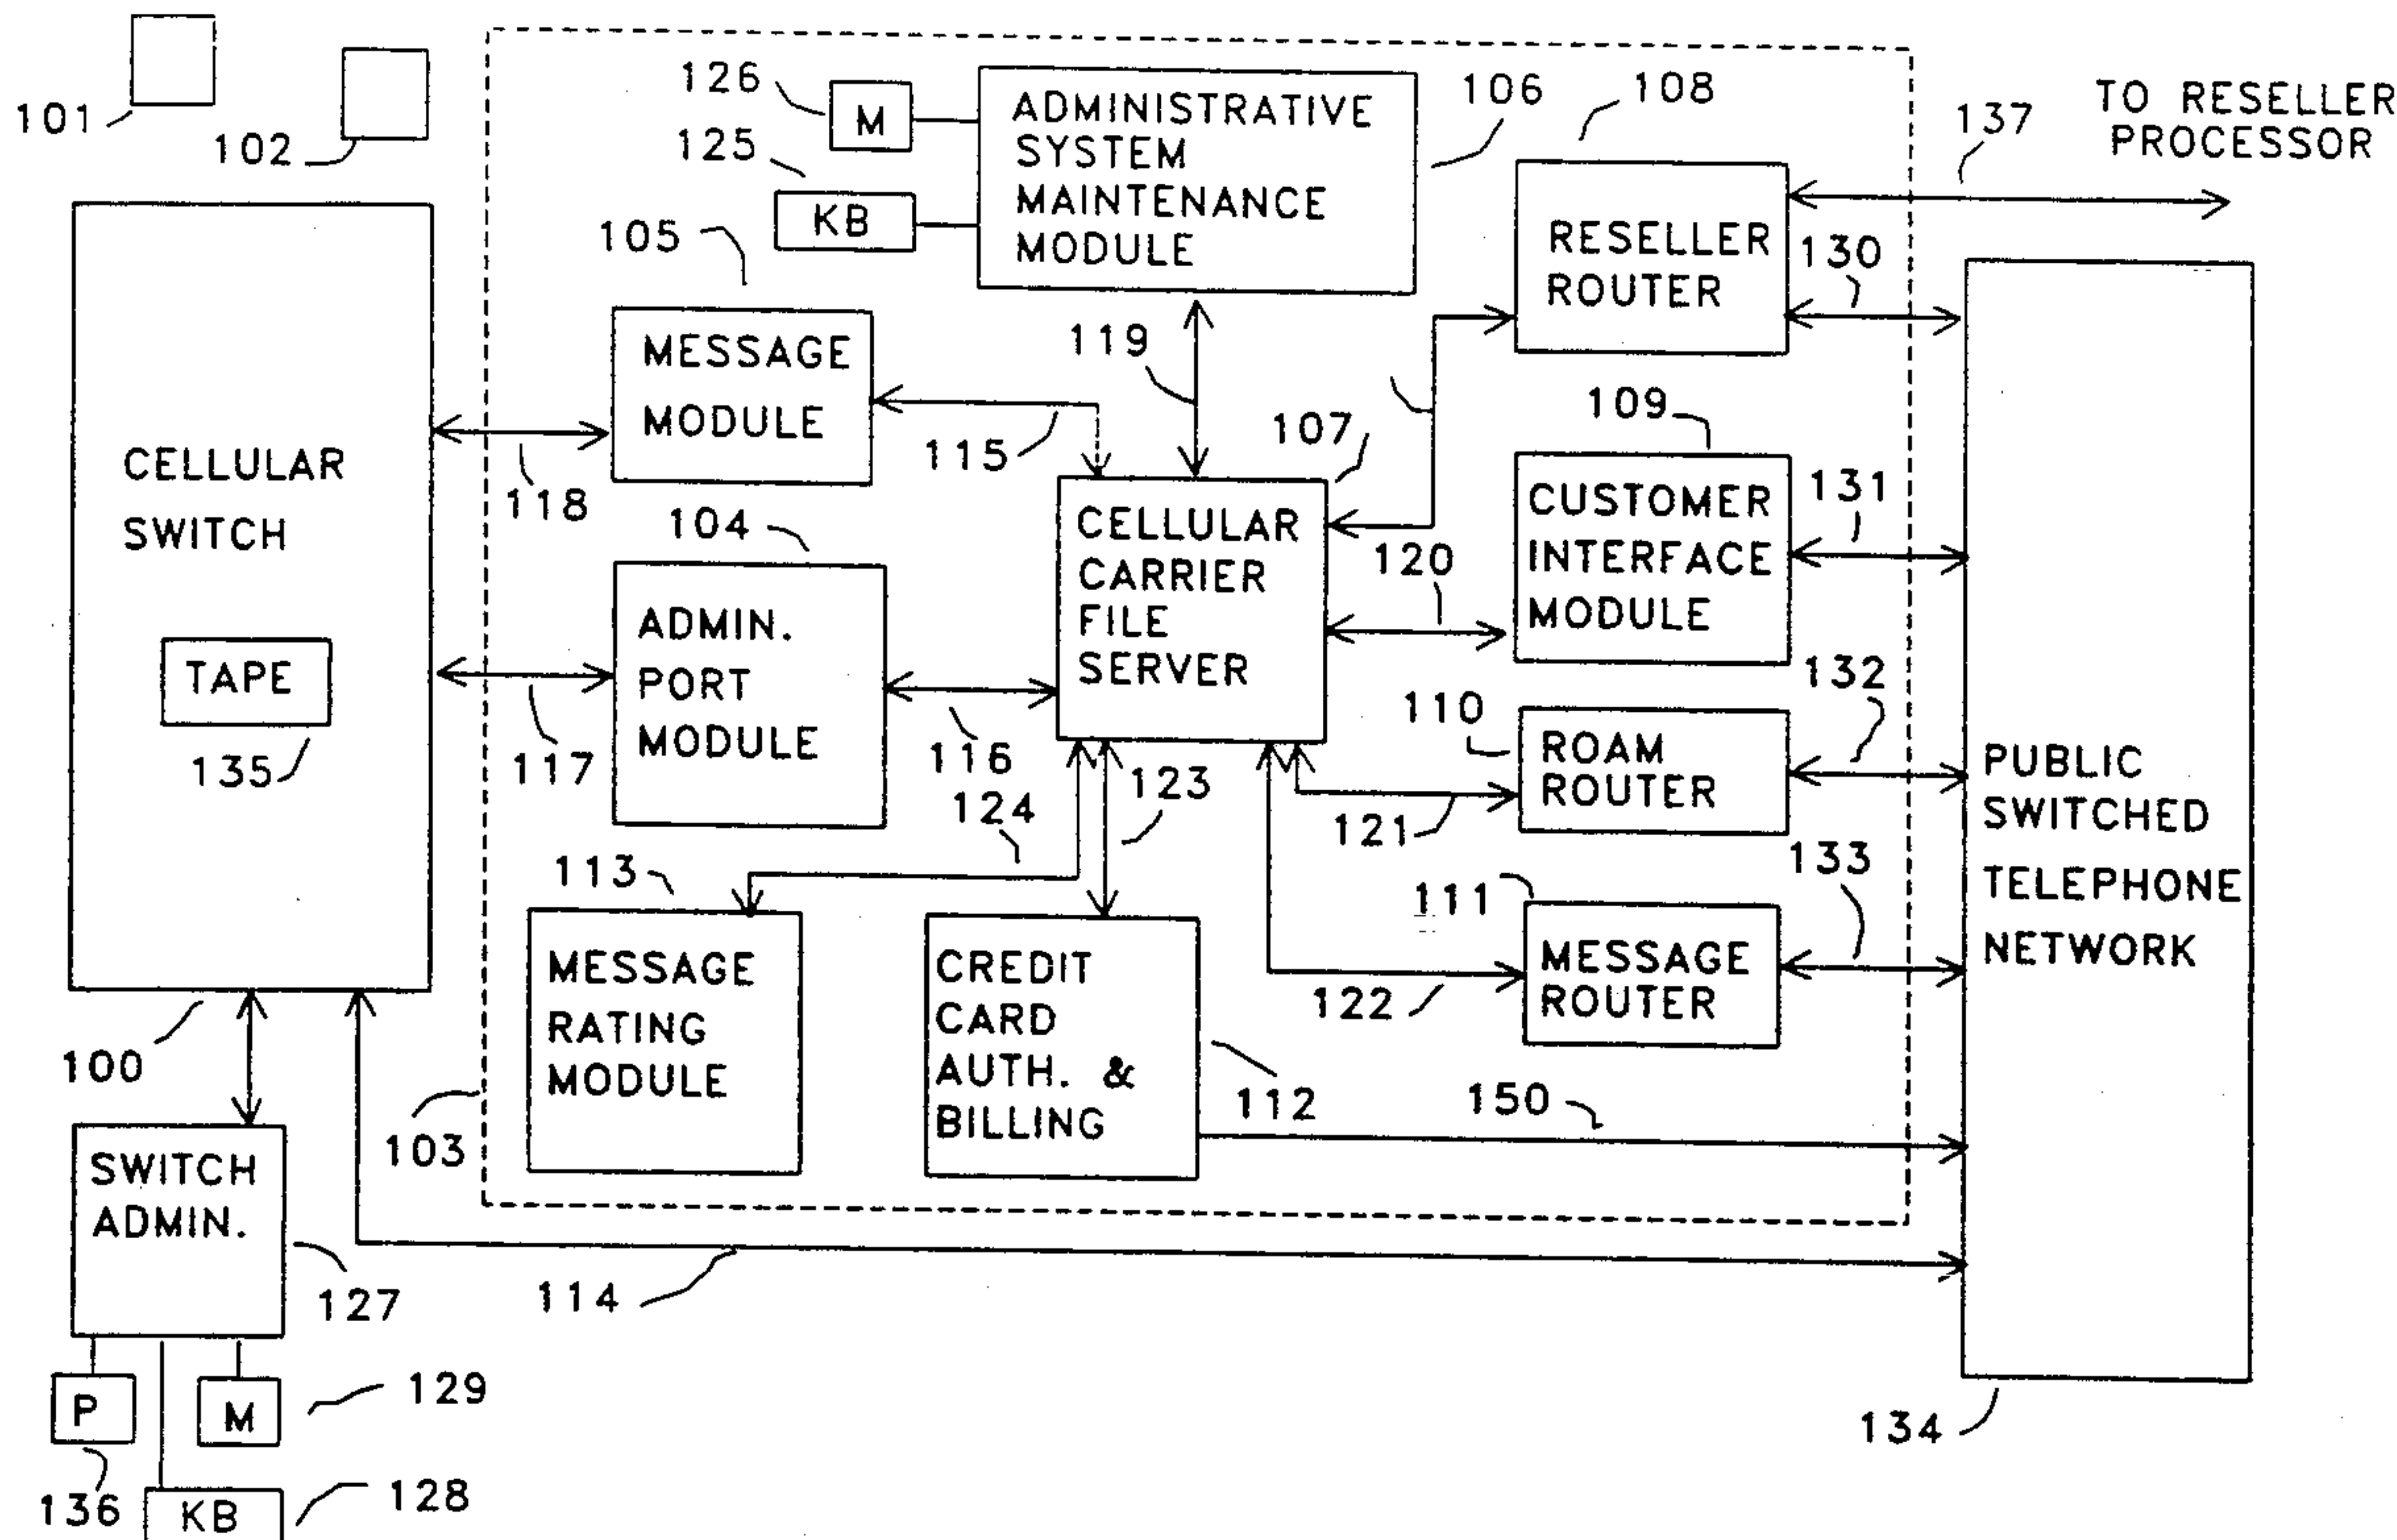 101
102
126
M
125
KB
ADMINISTRATIVE
SYSTEM
MAINTENANCE
MODULE
106
108
137
TO RESELLER
PROCESSOR
105
MESSAGE
MODULE
119
RESELLER
ROUTER
130
CELLULAR
SWITCH
118
115
107
109
CUSTOMER
INTERFACE
MODULE
131
104
ADMIN.
PORT
MODULE
CELLULAR
CARRIER
FILE
SERVER
120
TAPE
135
117
116
110
ROAM
ROUTER
132
124
123
121
PUBLIC
SWITCHED
TELEPHONE
NETWORK
113
MESSAGE
RATING
MODULE
CREDIT
CARD
AUTH. &
BILLING
111
MESSAGE
ROUTER
133
122
100
103
112
150
SWITCH
ADMIN.
127
114
P
M
129
136
KB
128
134